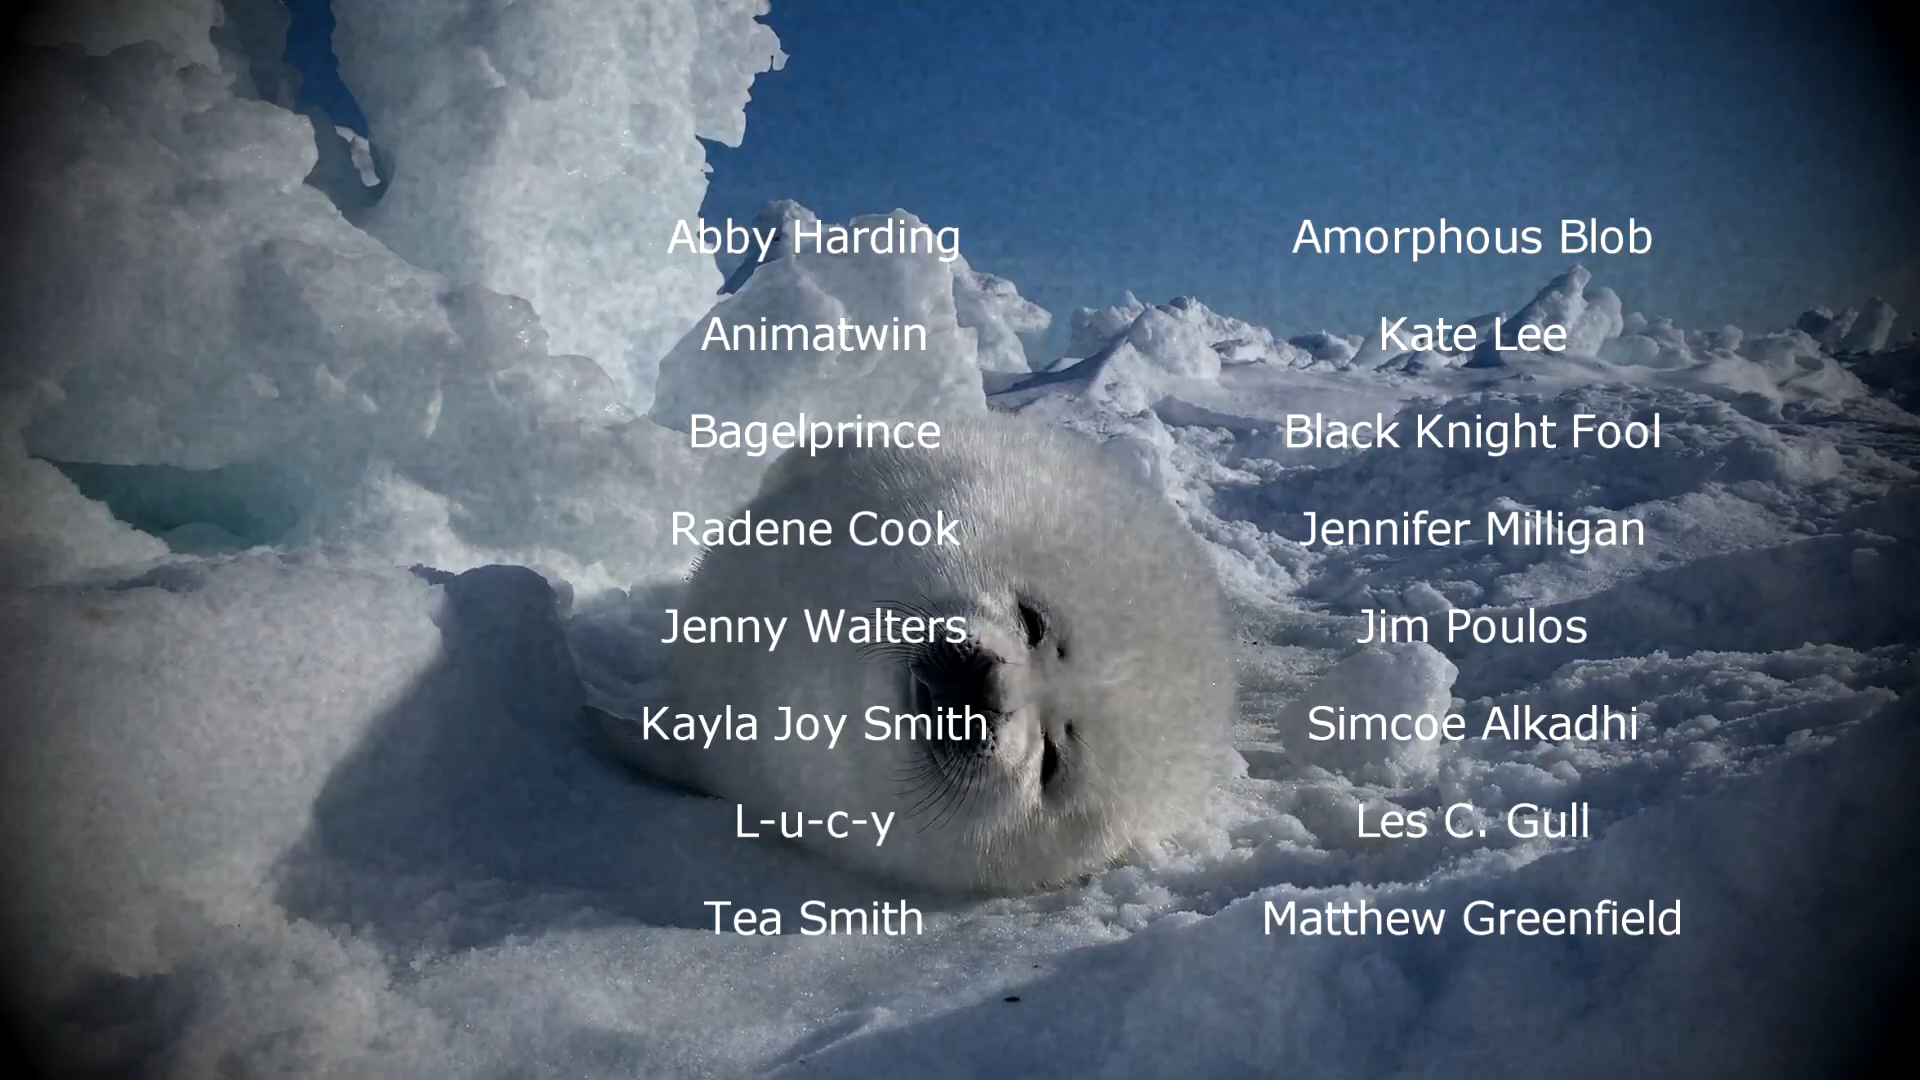 Abby Harding
Amorphous Blob
Animatwin
Kate Lee
Bagelprince
Black Knight Fool
Radene Cook
Jennifer Milligan
Jenny Walters
Jim Poulos
Kayla Joy Smith
Simcoe Alkadhi
L-u-c-y
Les C. Gull
Tea Smith
Matthew Greenfield